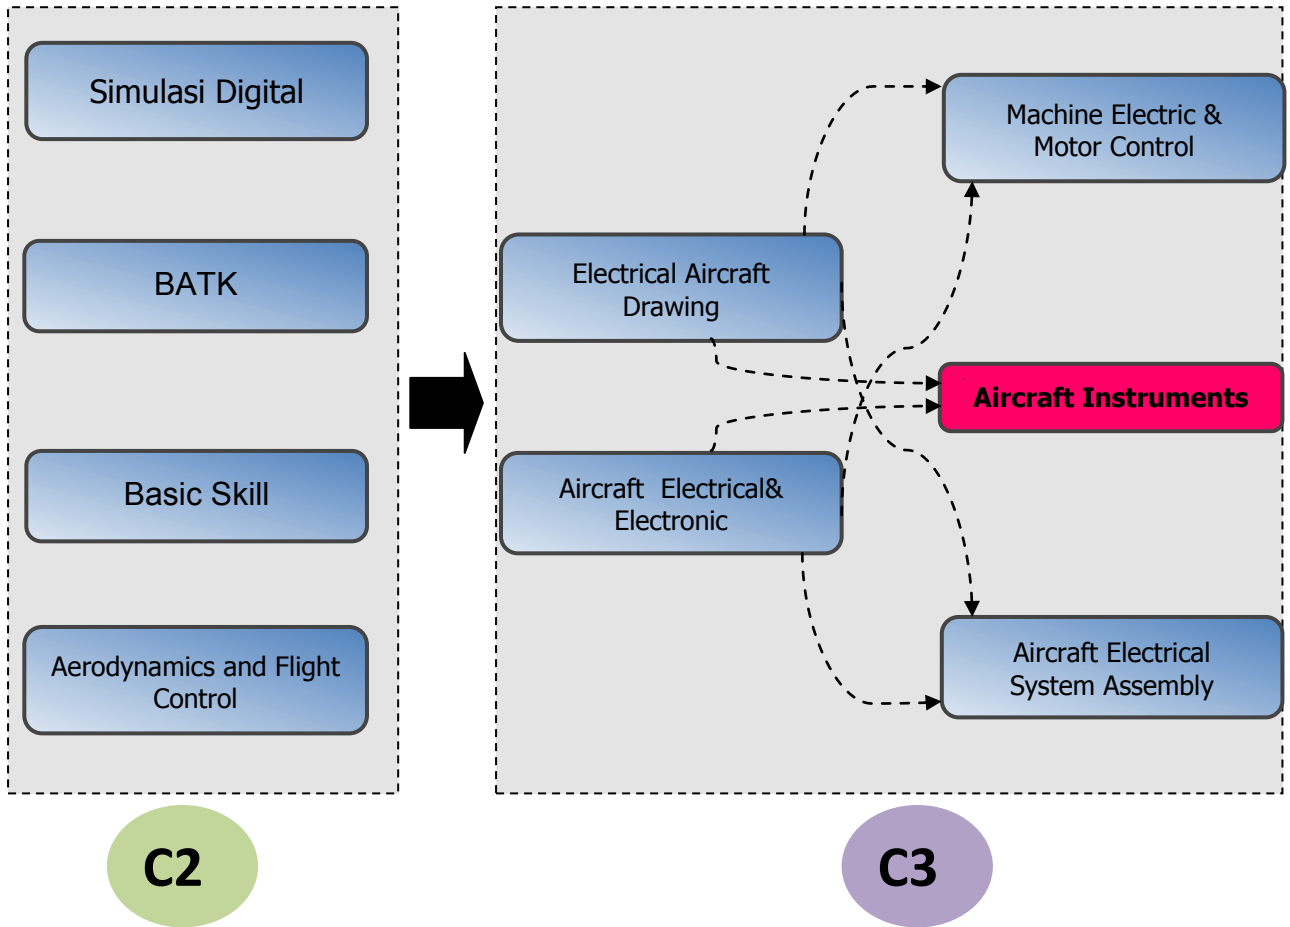 Simulasi Digital
BATK
Basic Skill
Aerodynamics and Flight
Control
C2
Electrical Aircraft
Drawing
Aircraft  Electrical&
Electronic
Machine Electric &
Motor Control
Aircraft Instruments
Aircraft Electrical
System Assembly
C3